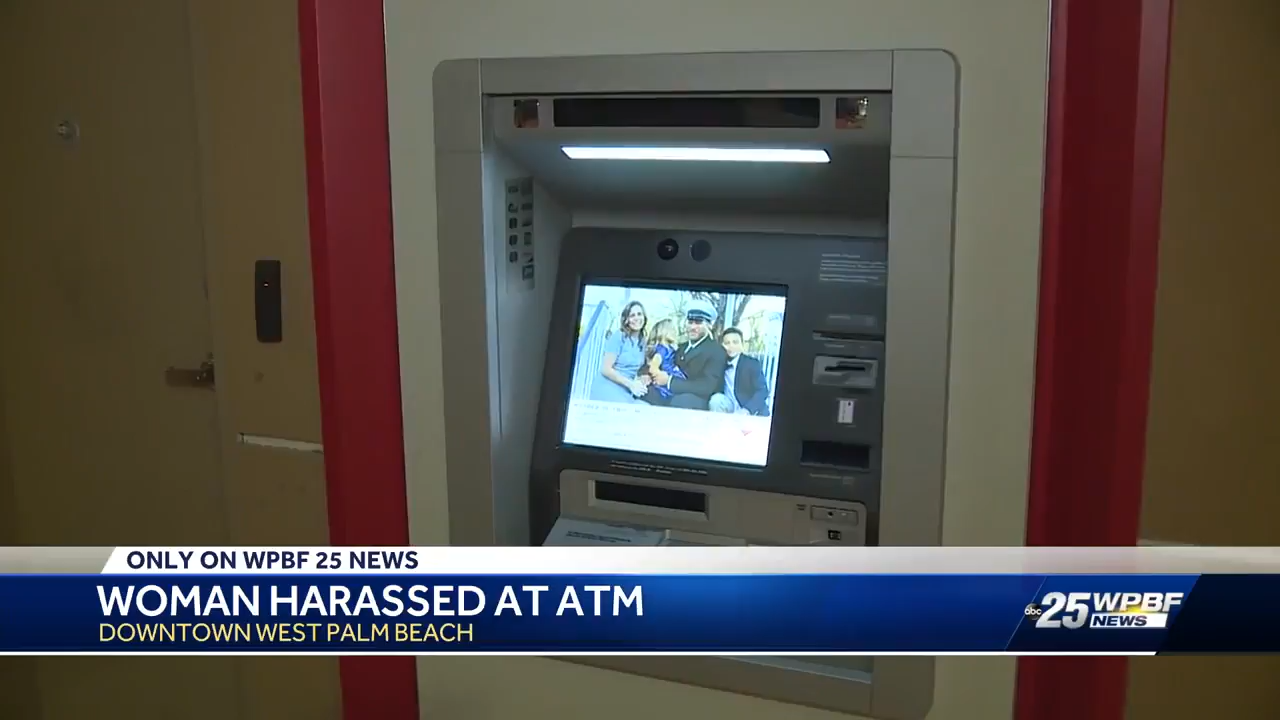 ONLY ON WPBF 25 NEWS
WOMAN HARASSED AT ATM
DOWNTOWN WEST PALM BEACH
abc 25 WPBF
NEWS